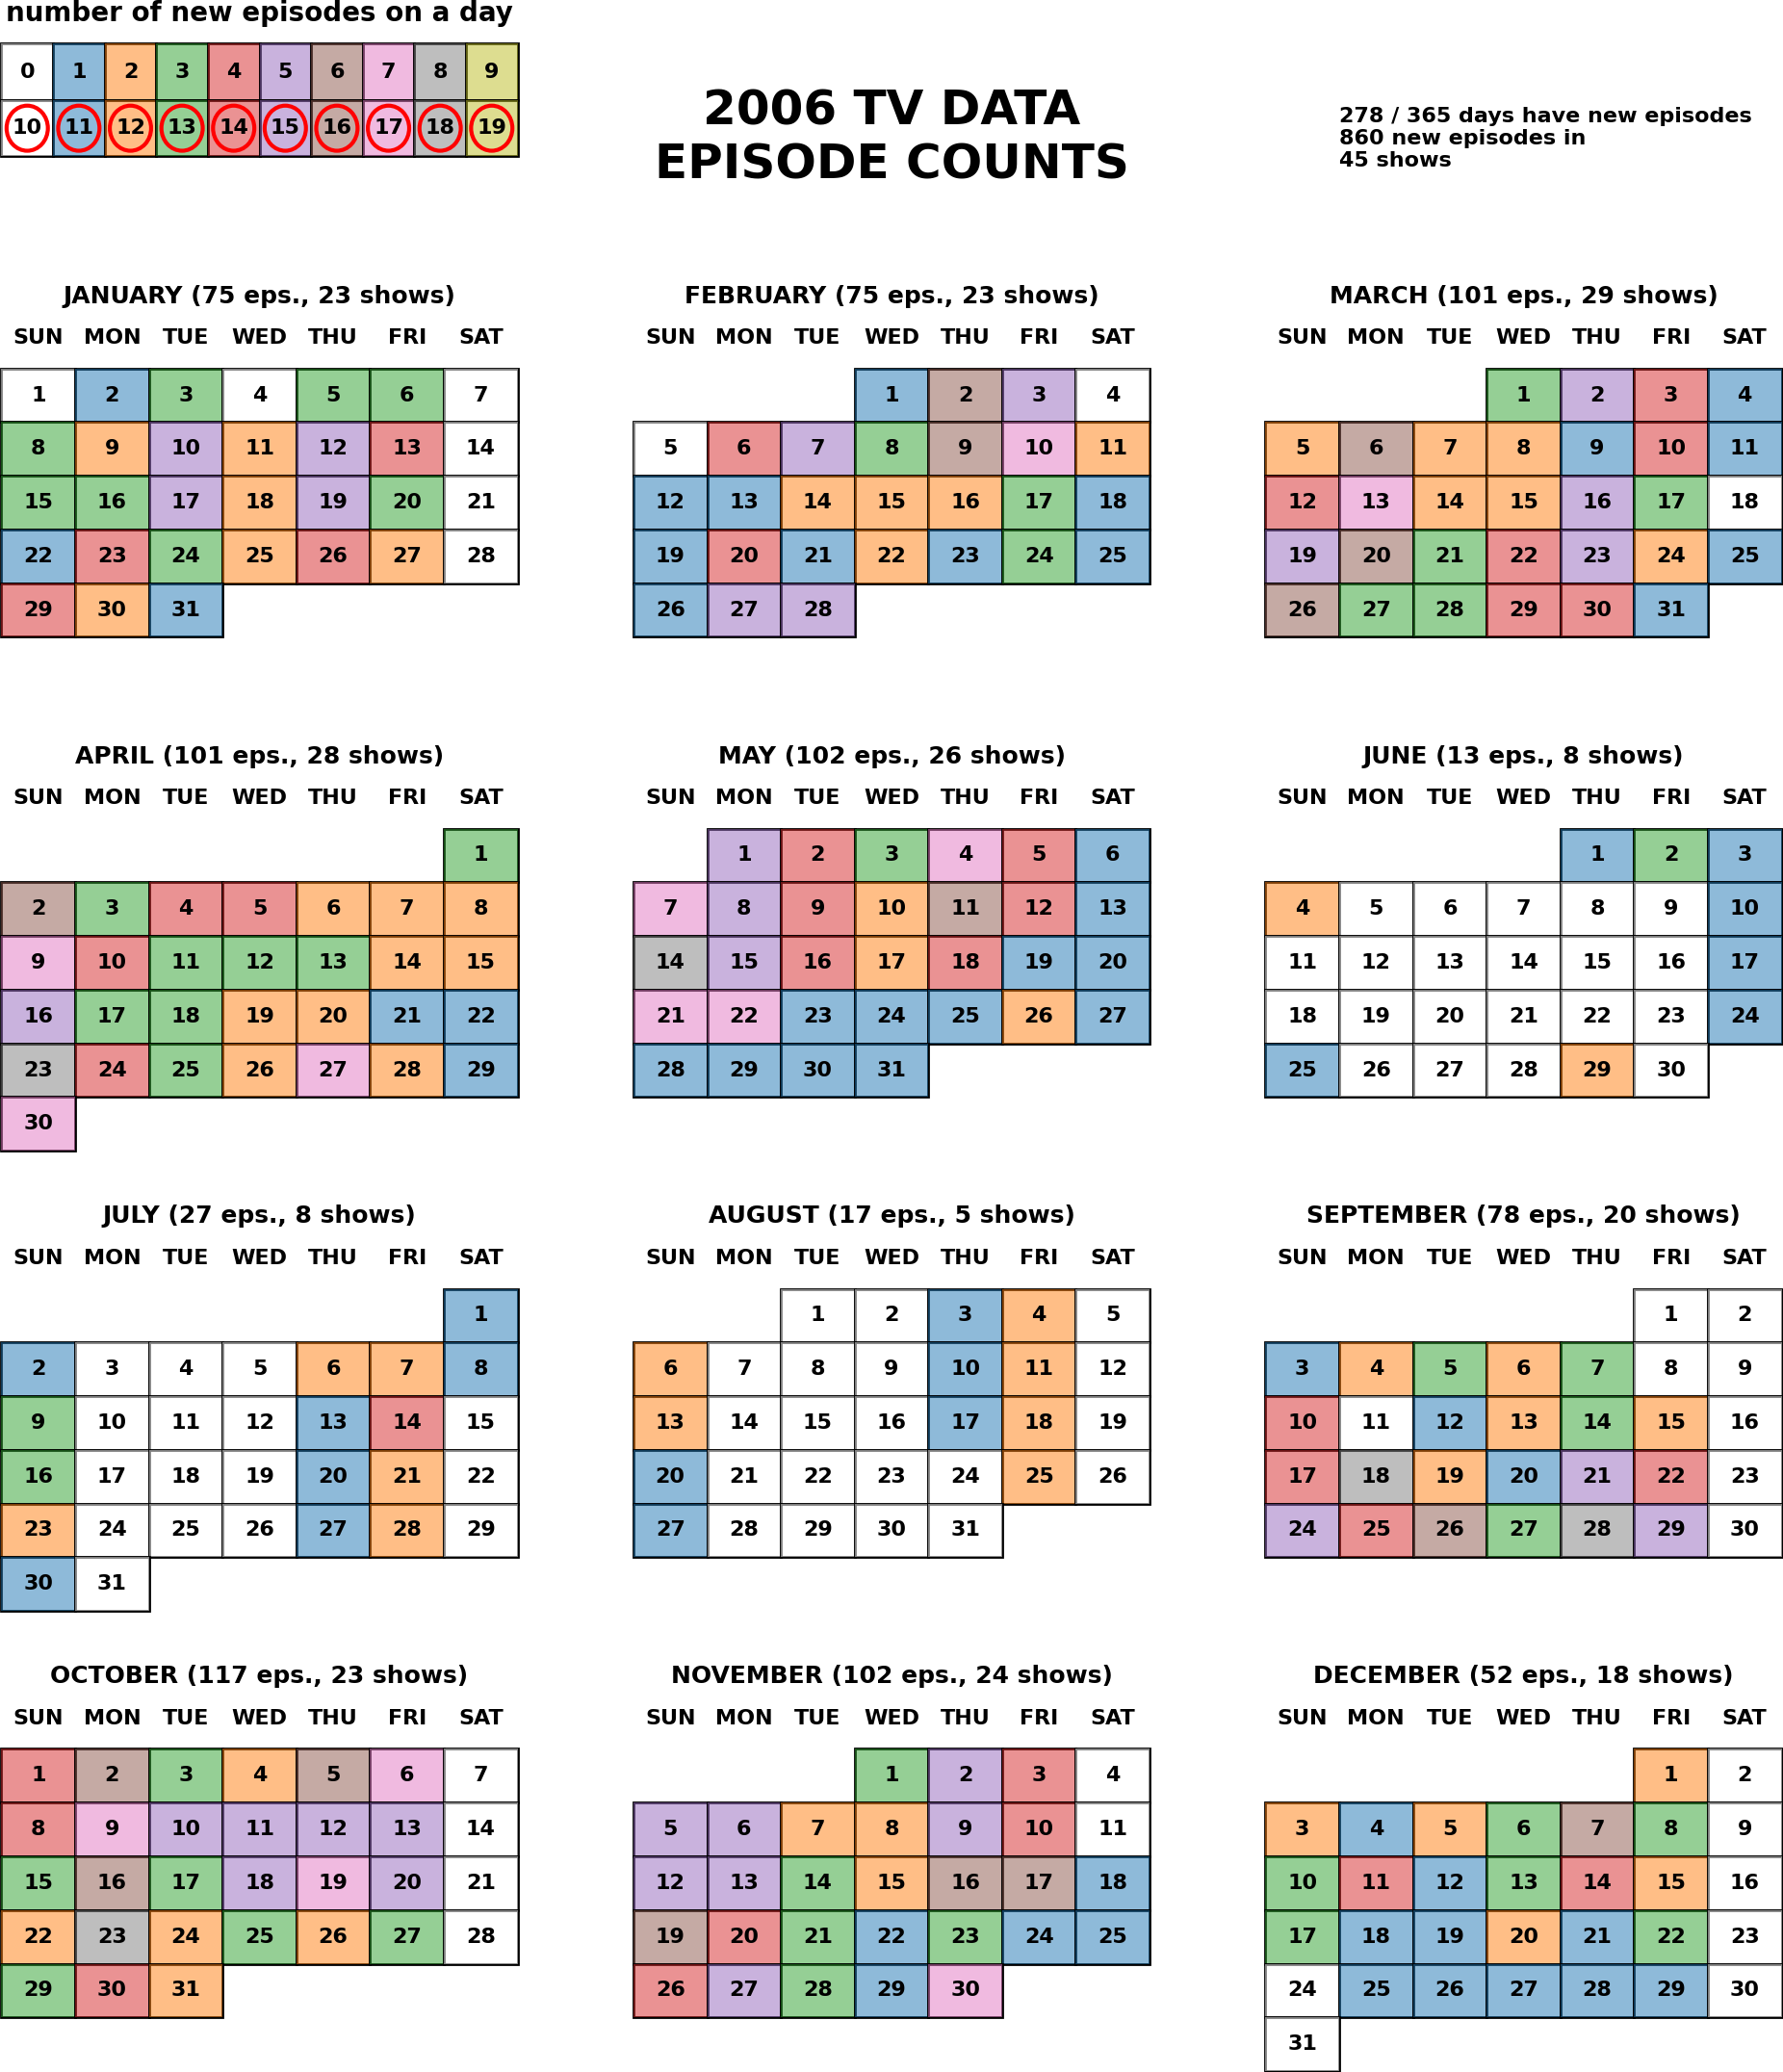 number of new episodes on a day
0 1 2 3 4 5 6 7 8 9
10 11 12 13 14 15 16 17 18 19
2006 TV DATA
EPISODE COUNTS
278 / 365 days have new episodes
860 new episodes in
45 shows
JANUARY (75 eps., 23 shows)
SUN MON TUE WED THU FRI SAT
1 2 3 4 5 6 7
8 9 10 11 12 13 14
15 16 17 18 19 20 21
22 23 24 25 26 27 28
29 30 31
FEBRUARY (75 eps., 23 shows)
SUN MON TUE WED THU FRI SAT
1 2 3 4
5 6 7 8 9 10 11
12 13 14 15 16 17 18
19 20 21 22 23 24 25
26 27 28
MARCH (101 eps., 29 shows)
SUN MON TUE WED THU FRI SAT
1 2 3 4
5 6 7 8 9 10 11
12 13 14 15 16 17 18
19 20 21 22 23 24 25
26 27 28 29 30 31
APRIL (101 eps., 28 shows)
SUN MON TUE WED THU FRI SAT
1
2 3 4 5 6 7 8
9 10 11 12 13 14 15
16 17 18 19 20 21 22
23 24 25 26 27 28 29
30
MAY (102 eps., 26 shows)
SUN MON TUE WED THU FRI SAT
1 2 3 4 5 6
7 8 9 10 11 12 13
14 15 16 17 18 19 20
21 22 23 24 25 26 27
28 29 30 31
JUNE (13 eps., 8 shows)
SUN MON TUE WED THU FRI SAT
1 2 3
4 5 6 7 8 9 10
11 12 13 14 15 16 17
18 19 20 21 22 23 24
25 26 27 28 29 30
JULY (27 eps., 8 shows)
SUN MON TUE WED THU FRI SAT
1
2 3 4 5 6 7 8
9 10 11 12 13 14 15
16 17 18 19 20 21 22
23 24 25 26 27 28 29
30 31
AUGUST (17 eps., 5 shows)
SUN MON TUE WED THU FRI SAT
1 2 3 4 5
6 7 8 9 10 11 12
13 14 15 16 17 18 19
20 21 22 23 24 25 26
27 28 29 30 31
SEPTEMBER (78 eps., 20 shows)
SUN MON TUE WED THU FRI SAT
1 2
3 4 5 6 7 8 9
10 11 12 13 14 15 16
17 18 19 20 21 22 23
24 25 26 27 28 29 30
OCTOBER (117 eps., 23 shows)
SUN MON TUE WED THU FRI SAT
1 2 3 4 5 6 7
8 9 10 11 12 13 14
15 16 17 18 19 20 21
22 23 24 25 26 27 28
29 30 31
NOVEMBER (102 eps., 24 shows)
SUN MON TUE WED THU FRI SAT
1 2 3 4
5 6 7 8 9 10 11
12 13 14 15 16 17 18
19 20 21 22 23 24 25
26 27 28 29 30
DECEMBER (52 eps., 18 shows)
SUN MON TUE WED THU FRI SAT
1 2
3 4 5 6 7 8 9
10 11 12 13 14 15 16
17 18 19 20 21 22 23
24 25 26 27 28 29 30
31